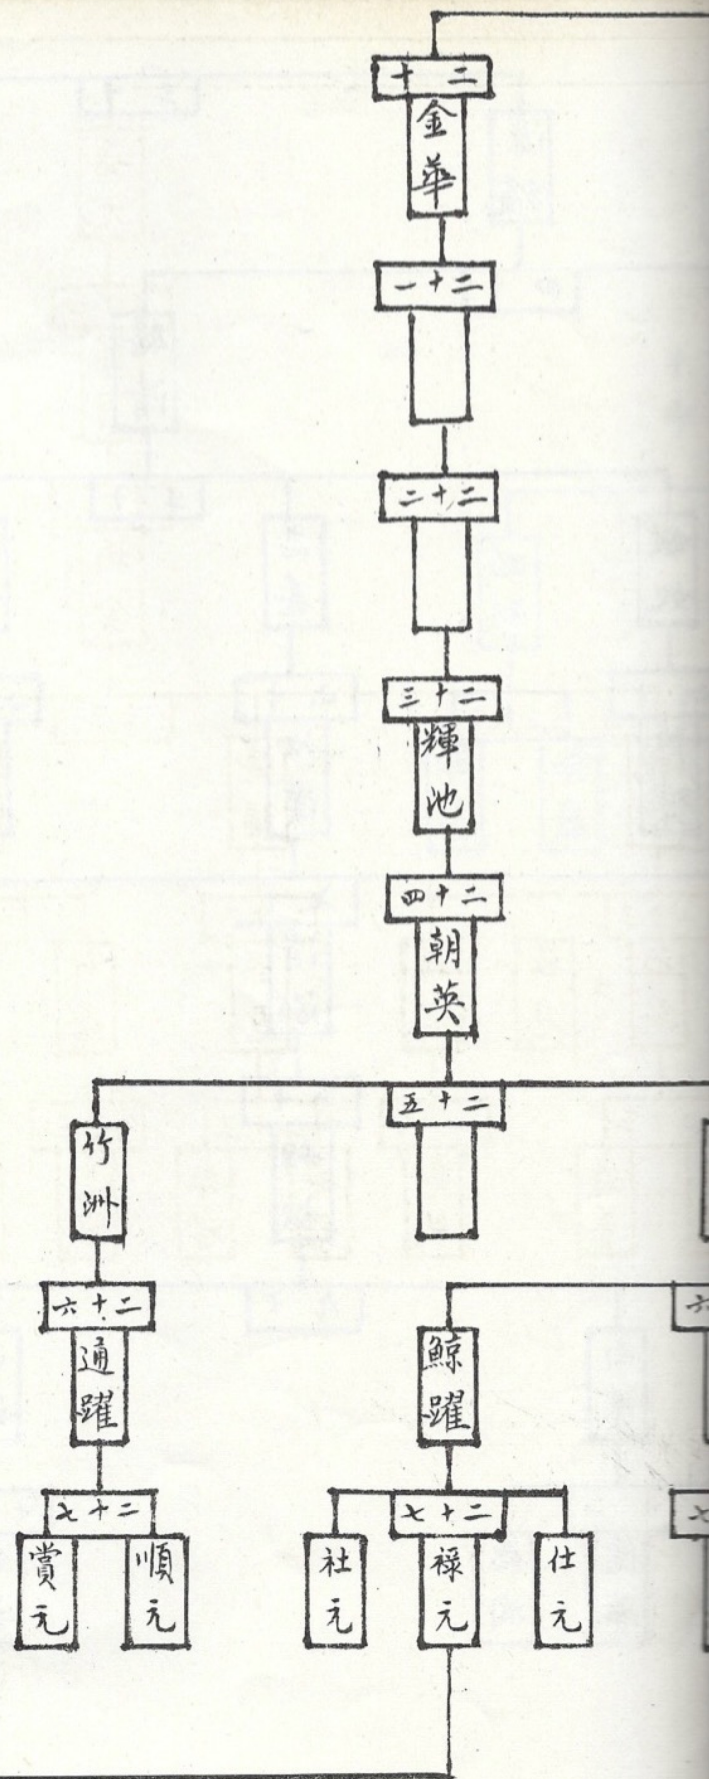 二十
金華
二十一
二十二
二十三
輝池
二十四
朝英
二十五
竹洲
六
二十六
鯨躍
通躍
七
二十七
仕元
祿元
社元
二十七
順元
賞元